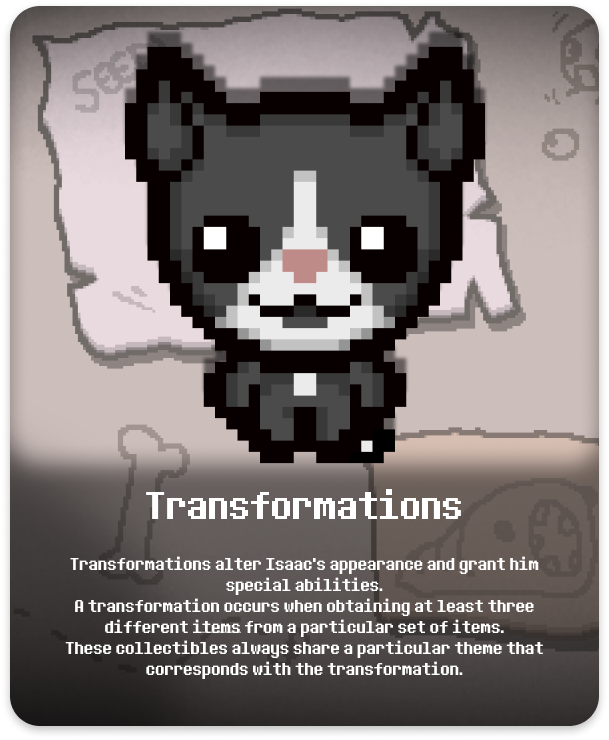 SEED
Transformations
Transformations alter Isaac's appearance and grant him
special abilities.
A transformation occurs when obtaining at least three
different items from a particular set of items.
These collectibles always share a particular theme that
corresponds with the transformation.